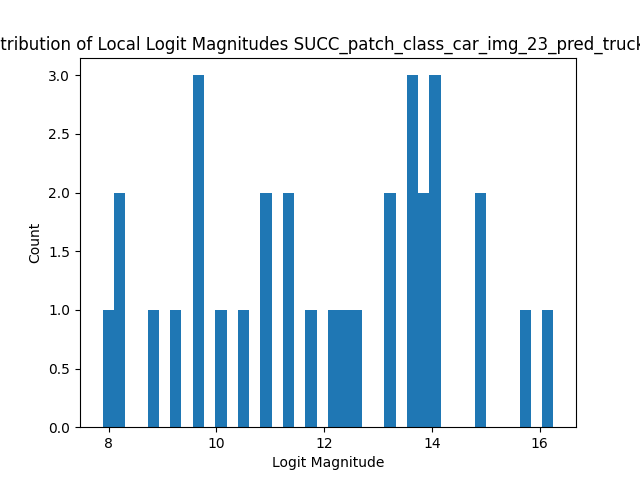 tribution of Local Logit Magnitudes SUCC_patch_class_car_img_23_pred_truck
3.0
2.5
2.0
1.5
1.0
0.5
0.0
Count
8 10 12 14 16
Logit Magnitude